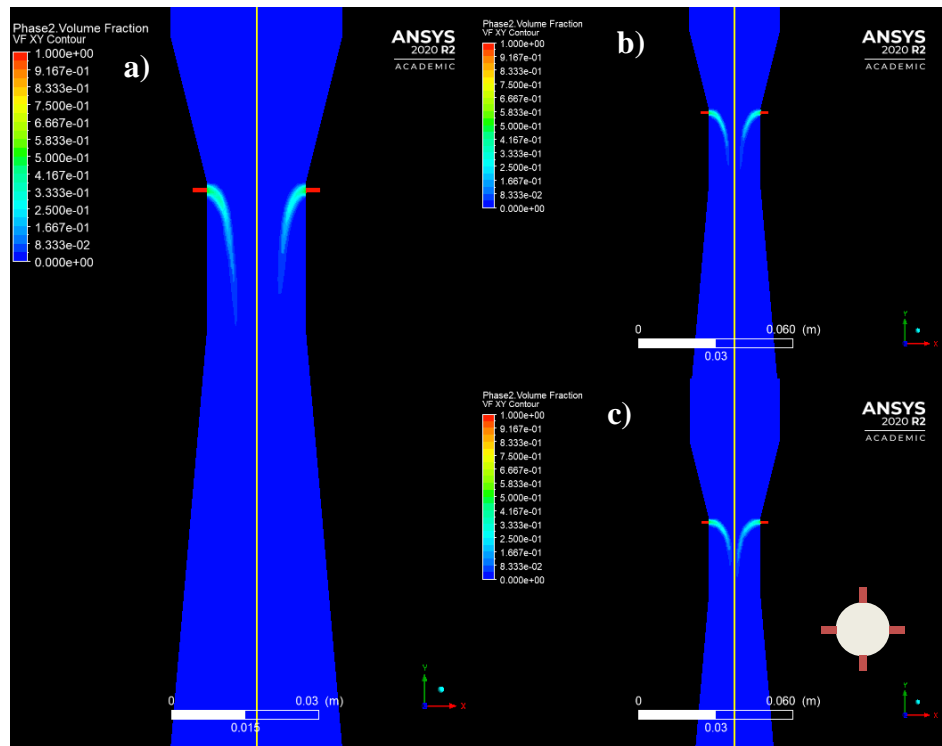 Phase2.Volume Fraction
VF XY Contour
1.000e+00
9.167e-01
8.333e-01
7.500e-01
6.667e-01
5.833e-01
5.000e-01
4.167e-01
3.333e-01
2.500e-01
1.667e-01
8.333e-02
0.000e+00
a)
ANSYS
2020 R2
ACADEMIC
0
0.03 (m)
0.015
Y
X
Phase2.Volume Fraction
VF XY Contour
1.000e+00
9.167e-01
8.333e-01
7.500e-01
6.667e-01
5.833e-01
5.000e-01
4.167e-01
3.333e-01
2.500e-01
1.667e-01
8.333e-02
0.000e+00
b)
ANSYS
2020 R2
ACADEMIC
0
0.060 (m)
0.03
Y
X
Phase2.Volume Fraction
VF XY Contour
1.000e+00
9.167e-01
8.333e-01
7.500e-01
6.667e-01
5.833e-01
5.000e-01
4.167e-01
3.333e-01
2.500e-01
1.667e-01
8.333e-02
0.000e+00
c)
ANSYS
2020 R2
ACADEMIC
0
0.060 (m)
0.03
Y
X